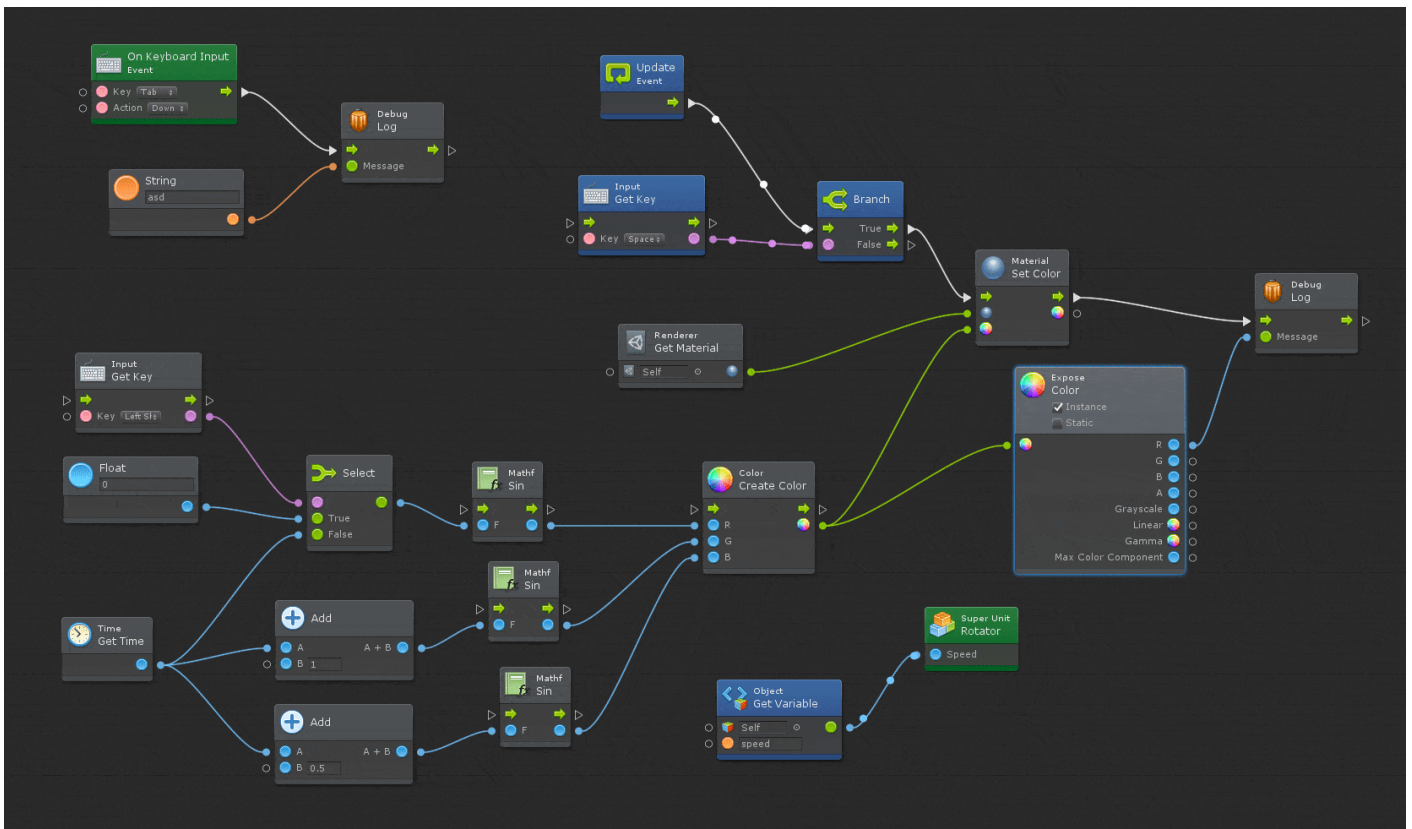 On Keyboard Input
Event
Key Tab
Action Down
Debug
Log
Message
String
asd
Update
Event
Input
Get Key
Key Space
Branch
True
False
Material
Set Color
Debug
Log
Message
Renderer
Get Material
Self
Expose
Color
Instance
Static
R
G
B
A
Grayscale
Linear
Gamma
Max Color Component
Input
Get Key
Key Left
Float
0
Select
True
False
Mathf
Sin
F
Color
Create Color
R
G
B
Time
Get Time
Add
A A + B
B 1
Mathf
Sin
F
Add
A A + B
B 0.5
Mathf
Sin
F
Super Unit
Rotator
Speed
Object
Get Variable
Self
speed